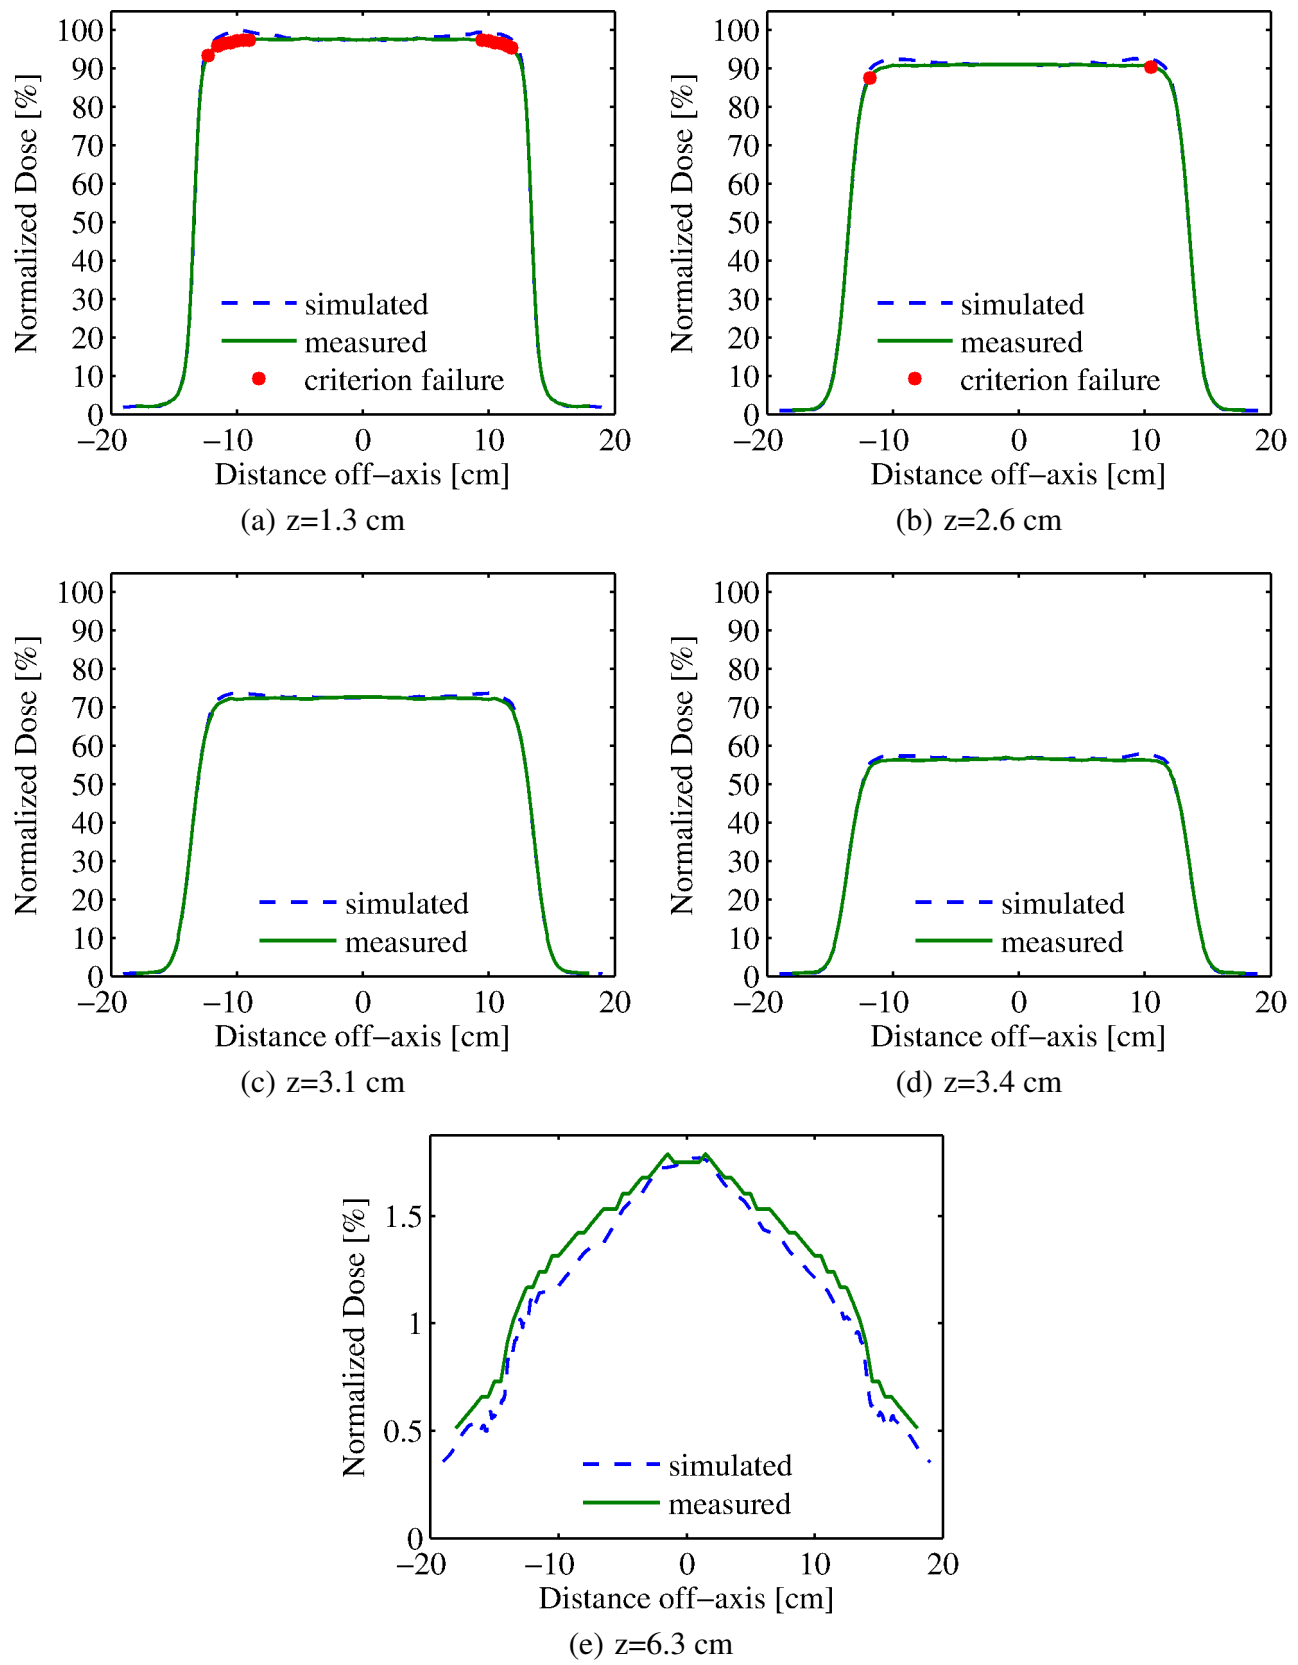 100
90
80
70
60
50
40
30
20
10
0
Normalized Dose [%]
simulated
measured
criterion failure
−20 −10 0 10 20
Distance off−axis [cm]
(a) z=1.3 cm
100
90
80
70
60
50
40
30
20
10
0
Normalized Dose [%]
simulated
measured
criterion failure
−20 −10 0 10 20
Distance off−axis [cm]
(b) z=2.6 cm
100
90
80
70
60
50
40
30
20
10
0
Normalized Dose [%]
simulated
measured
−20 −10 0 10 20
Distance off−axis [cm]
(c) z=3.1 cm
100
90
80
70
60
50
40
30
20
10
0
Normalized Dose [%]
simulated
measured
−20 −10 0 10 20
Distance off−axis [cm]
(d) z=3.4 cm
1.5
1
0.5
0
Normalized Dose [%]
simulated
measured
−20 −10 0 10 20
Distance off−axis [cm]
(e) z=6.3 cm